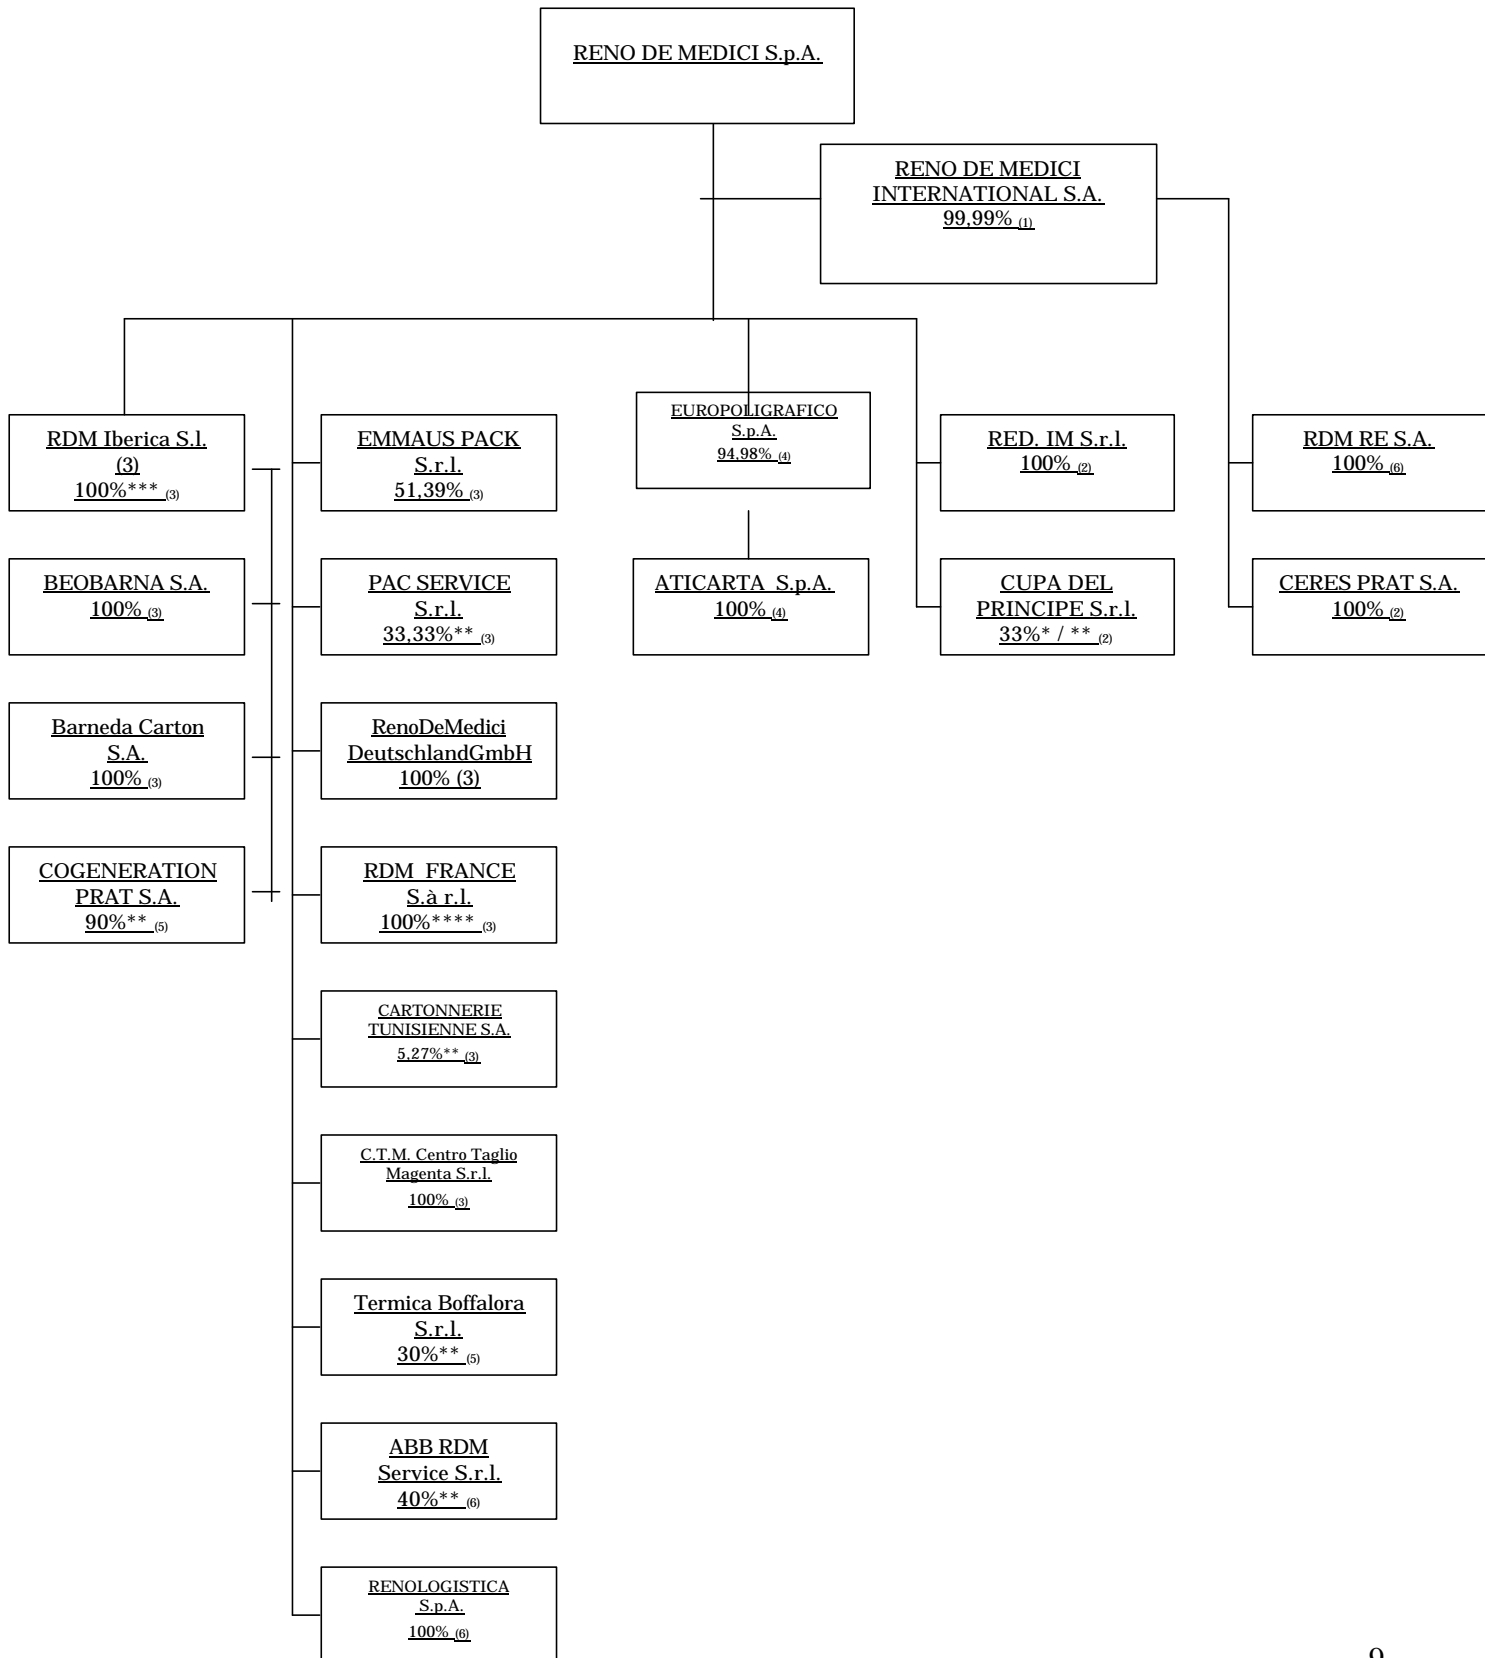 RENO DE MEDICI S.p.A.
RENO DE MEDICI
INTERNATIONAL S.A.
99,99% (1)
RDM Iberica S.l.
(3)
100%*** (3)
EMMAUS PACK
S.r.l.
51,39% (3)
EUROPOLIGRAFICO
S.p.A.
94,98% (4)
RED. IM S.r.l.
100% (2)
RDM RE S.A.
100% (6)
BEOBARNA S.A.
100% (3)
PAC SERVICE
S.r.l.
33,33%** (3)
ATICARTA S.p.A.
100% (4)
CUPA DEL
PRINCIPE S.r.l.
33%* / ** (2)
CERES PRAT S.A.
100% (2)
Barneda Carton
S.A.
100% (3)
RenoDeMedici
DeutschlandGmbH
100% (3)
COGENERATION
PRAT S.A.
90%** (5)
RDM FRANCE
S.à r.l.
100%**** (3)
CARTONNERIE
TUNISIENNE S.A.
5,27%** (3)
C.T.M. Centro Taglio
Magenta S.r.l.
100% (3)
Termica Boffalora
S.r.l.
30%** (5)
ABB RDM
Service S.r.l.
40%** (6)
RENOLOGISTICA
S.p.A.
100% (6)
9